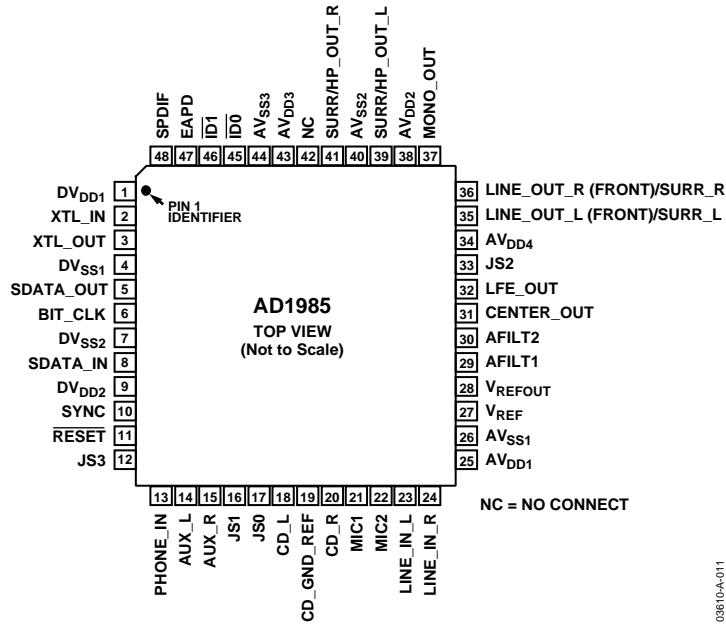 SPDIF
EAPD
ID1
ID0
AVSS3
AVDD3
NC
SURR/HP_OUT_R
AVSS2
SURR/HP_OUT_L
AVDD2
MONO_OUT
48 47 46 45 44 43 42 41 40 39 38 37
DVDD1 1
XTL_IN 2
XTL_OUT 3
DVSS1 4
SDATA_OUT 5
BIT_CLK 6
DVSS2 7
SDATA_IN 8
DVDD2 9
SYNC 10
RESET 11
JS3 12
PIN 1
IDENTIFIER
AD1985
TOP VIEW
(Not to Scale)
36 LINE_OUT_R (FRONT)/SURR_R
35 LINE_OUT_L (FRONT)/SURR_L
34 AVDD4
33 JS2
32 LFE_OUT
31 CENTER_OUT
30 AFILT2
29 AFILT1
28 VREFOUT
27 VREF
26 AVSS1
25 AVDD1
13 14 15 16 17 18 19 20 21 22 23 24
PHONE_IN
AUX_L
AUX_R
JS1
JS0
CD_L
CD_GND_REF
CD_R
MIC1
MIC2
LINE_IN_L
LINE_IN_R
NC = NO CONNECT
03610-A-011